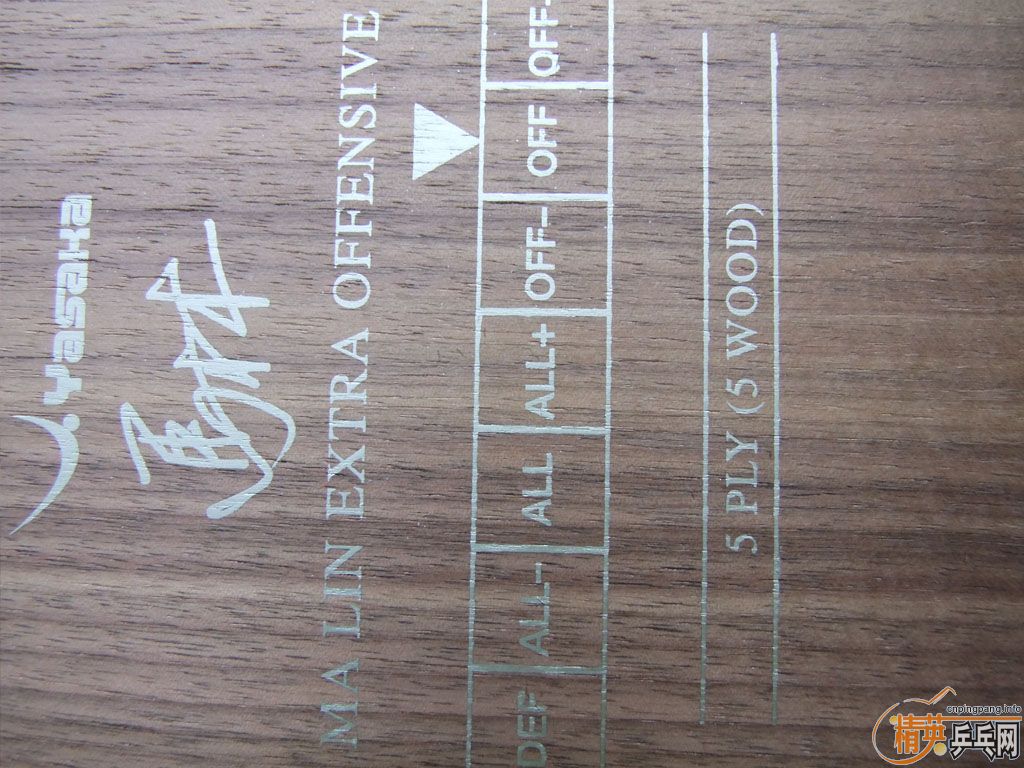 Yasaka
马琳
MA LIN EXTRA OFFENSIVE
DEF ALL- ALL ALL+ OFF- OFF OFF+
5 PLY (5 WOOD)
cnpingpang.info
精英乒乓网